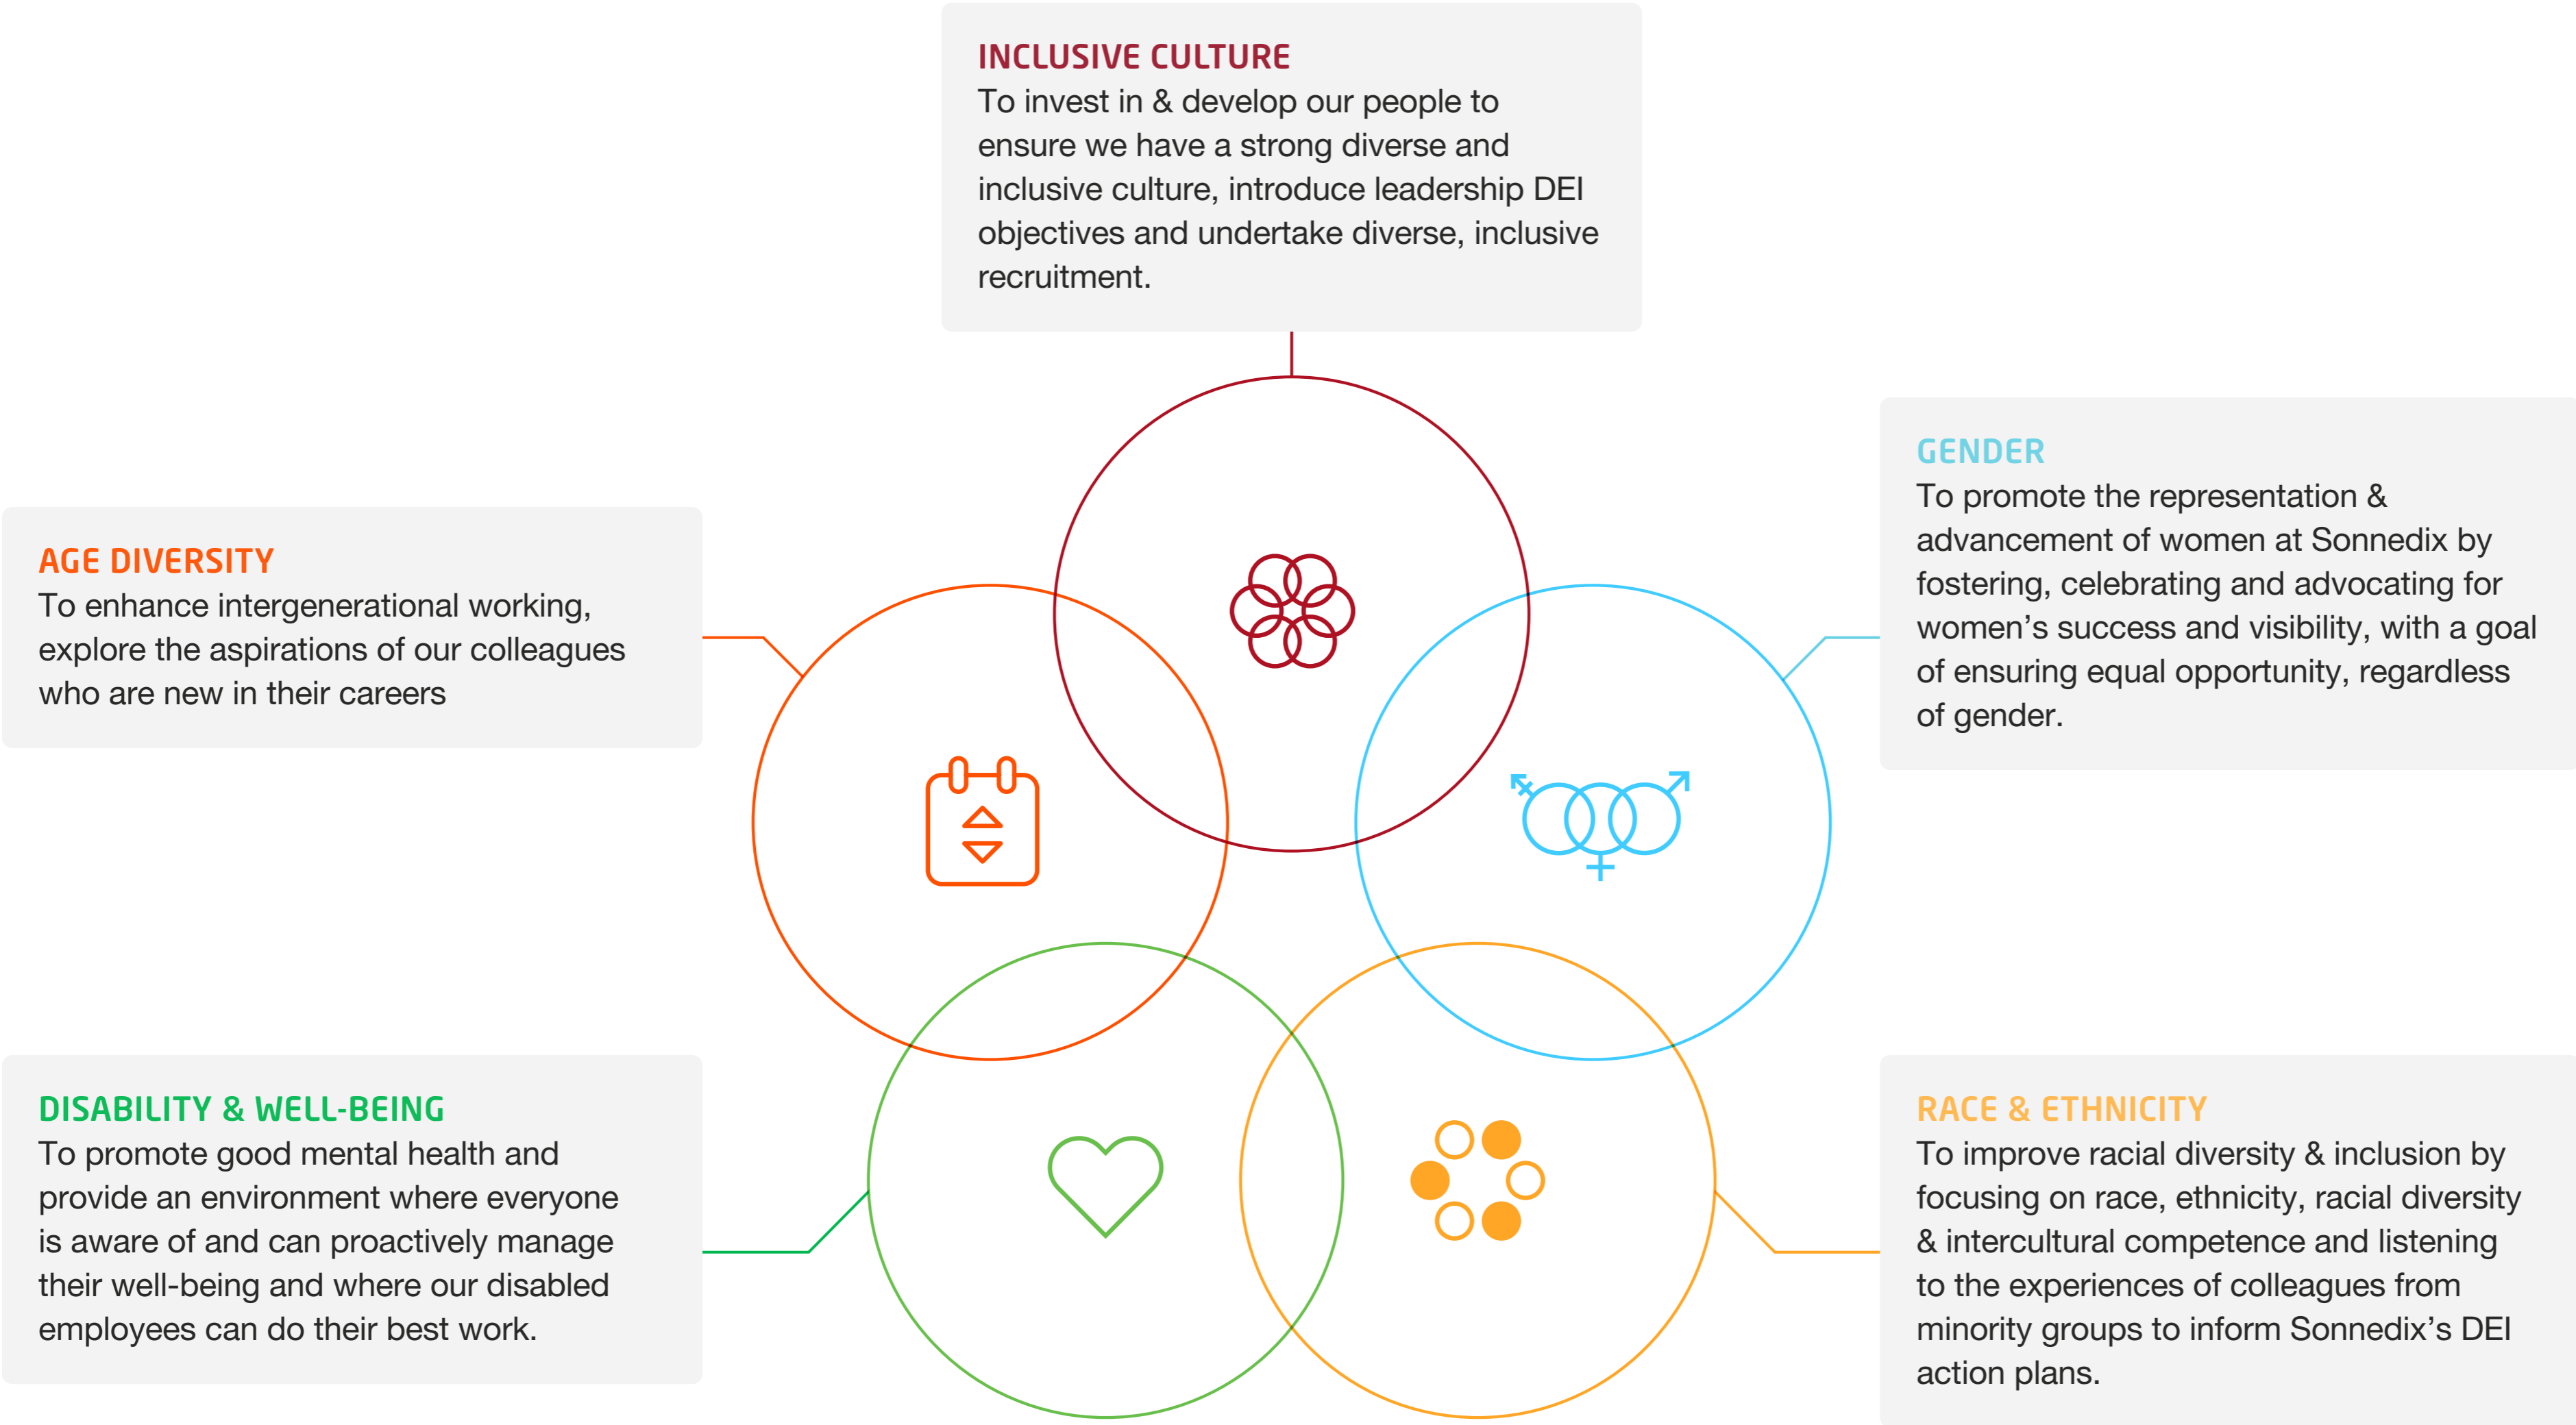 INCLUSIVE CULTURE
To invest in & develop our people to
ensure we have a strong diverse and
inclusive culture, introduce leadership DEI
objectives and undertake diverse, inclusive
recruitment.
GENDER
To promote the representation &
advancement of women at Sonnedix by
fostering, celebrating and advocating for
women's success and visibility, with a goal
of ensuring equal opportunity, regardless
of gender.
AGE DIVERSITY
To enhance intergenerational working,
explore the aspirations of our colleagues
who are new in their careers
DISABILITY & WELL-BEING
To promote good mental health and
provide an environment where everyone
is aware of and can proactively manage
their well-being and where our disabled
employees can do their best work.
RACE & ETHNICITY
To improve racial diversity & inclusion by
focusing on race, ethnicity, racial diversity
& intercultural competence and listening
to the experiences of colleagues from
minority groups to inform Sonnedix's DEI
action plans.